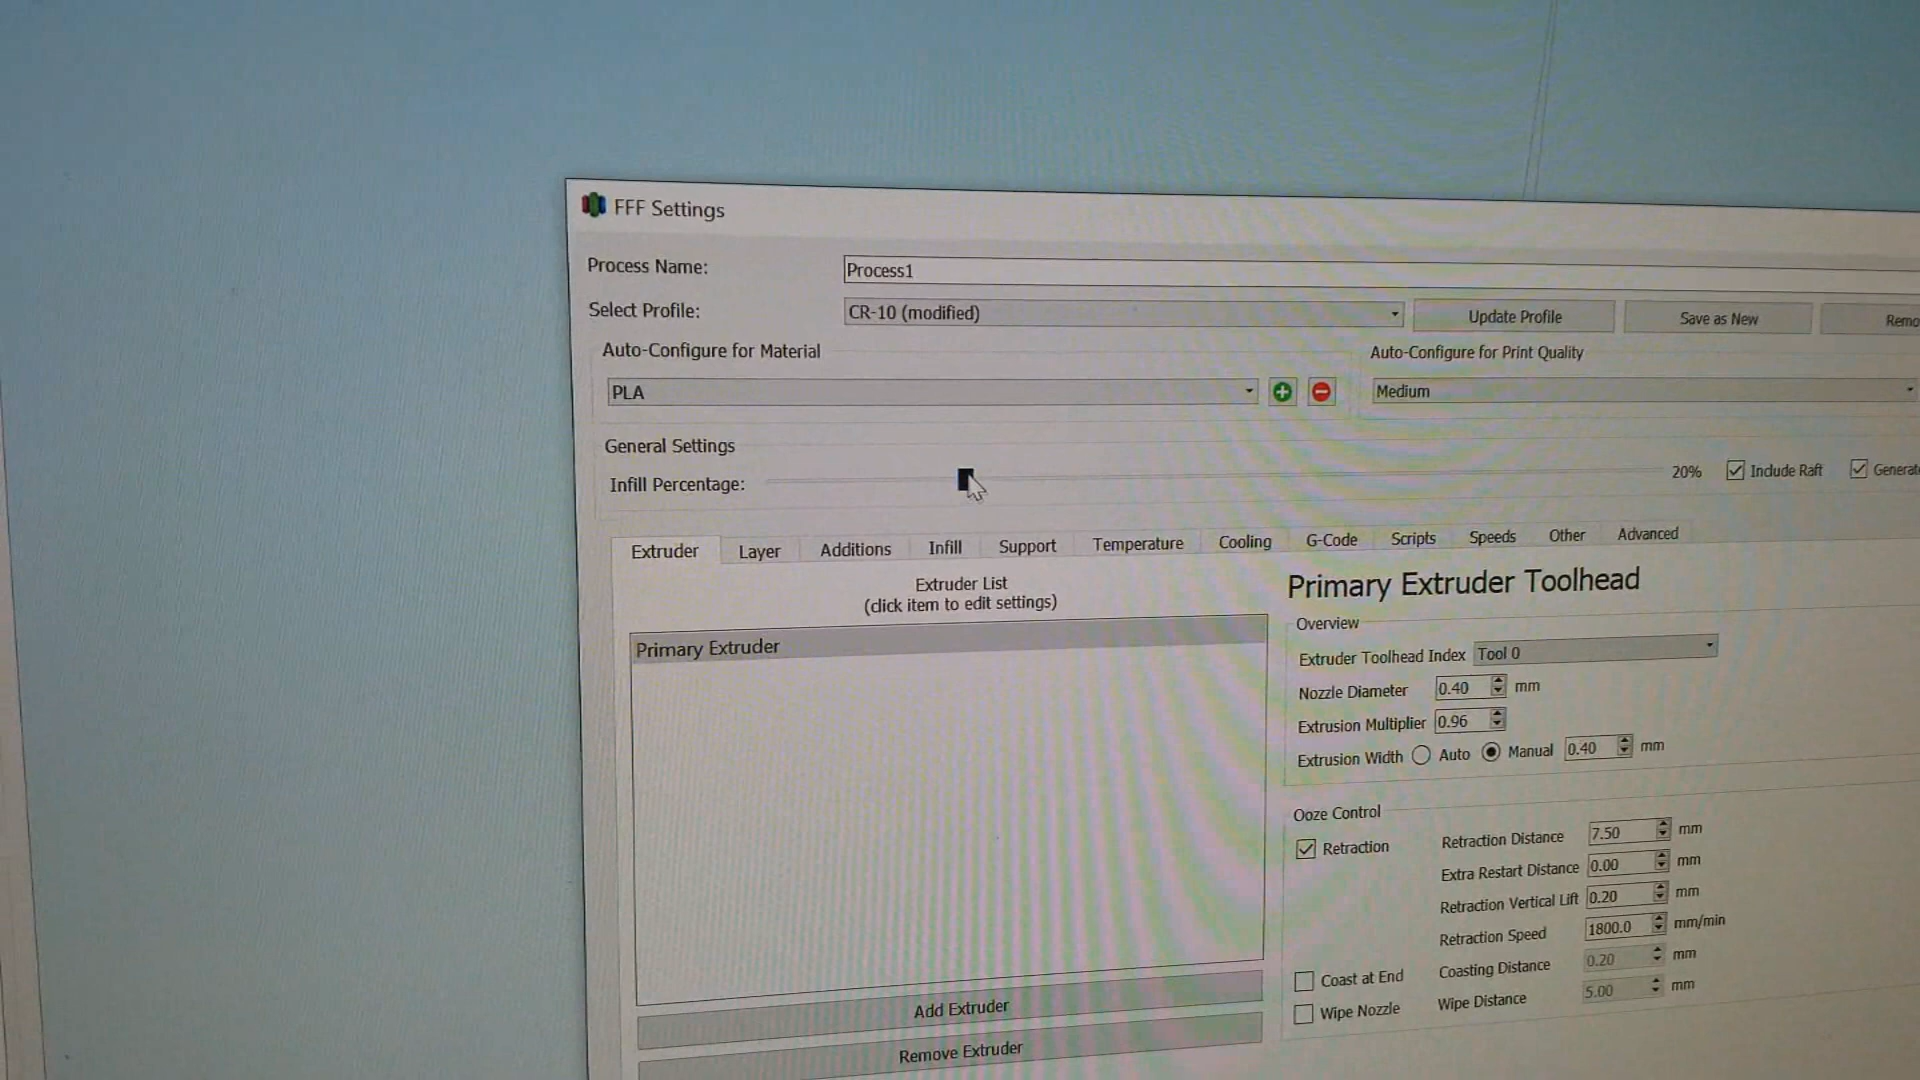 FFF Settings
Process Name: Process1
Select Profile: CR-10 (modified) Update Profile Save as New
Auto-Configure for Material Auto-Configure for Print Quality
PLA Medium
General Settings
Infill Percentage: 20% Include Raft
Extruder Layer Additions Infill Support Temperature Cooling G-Code Scripts Speeds Other Advanced
Extruder List
(click item to edit settings)
Primary Extruder
Add Extruder
Remove Extruder
Primary Extruder Toolhead
Overview
Extruder Toolhead Index Tool 0
Nozzle Diameter 0.40 mm
Extrusion Multiplier 0.96
Extrusion Width Auto Manual 0.40 mm
Ooze Control
Retraction Retraction Distance 7.50 mm
Extra Restart Distance 0.00 mm
Retraction Vertical Lift 0.20 mm
Retraction Speed 1800.0 mm/min
Coast at End Coasting Distance 0.20 mm
Wipe Nozzle Wipe Distance 5.00 mm